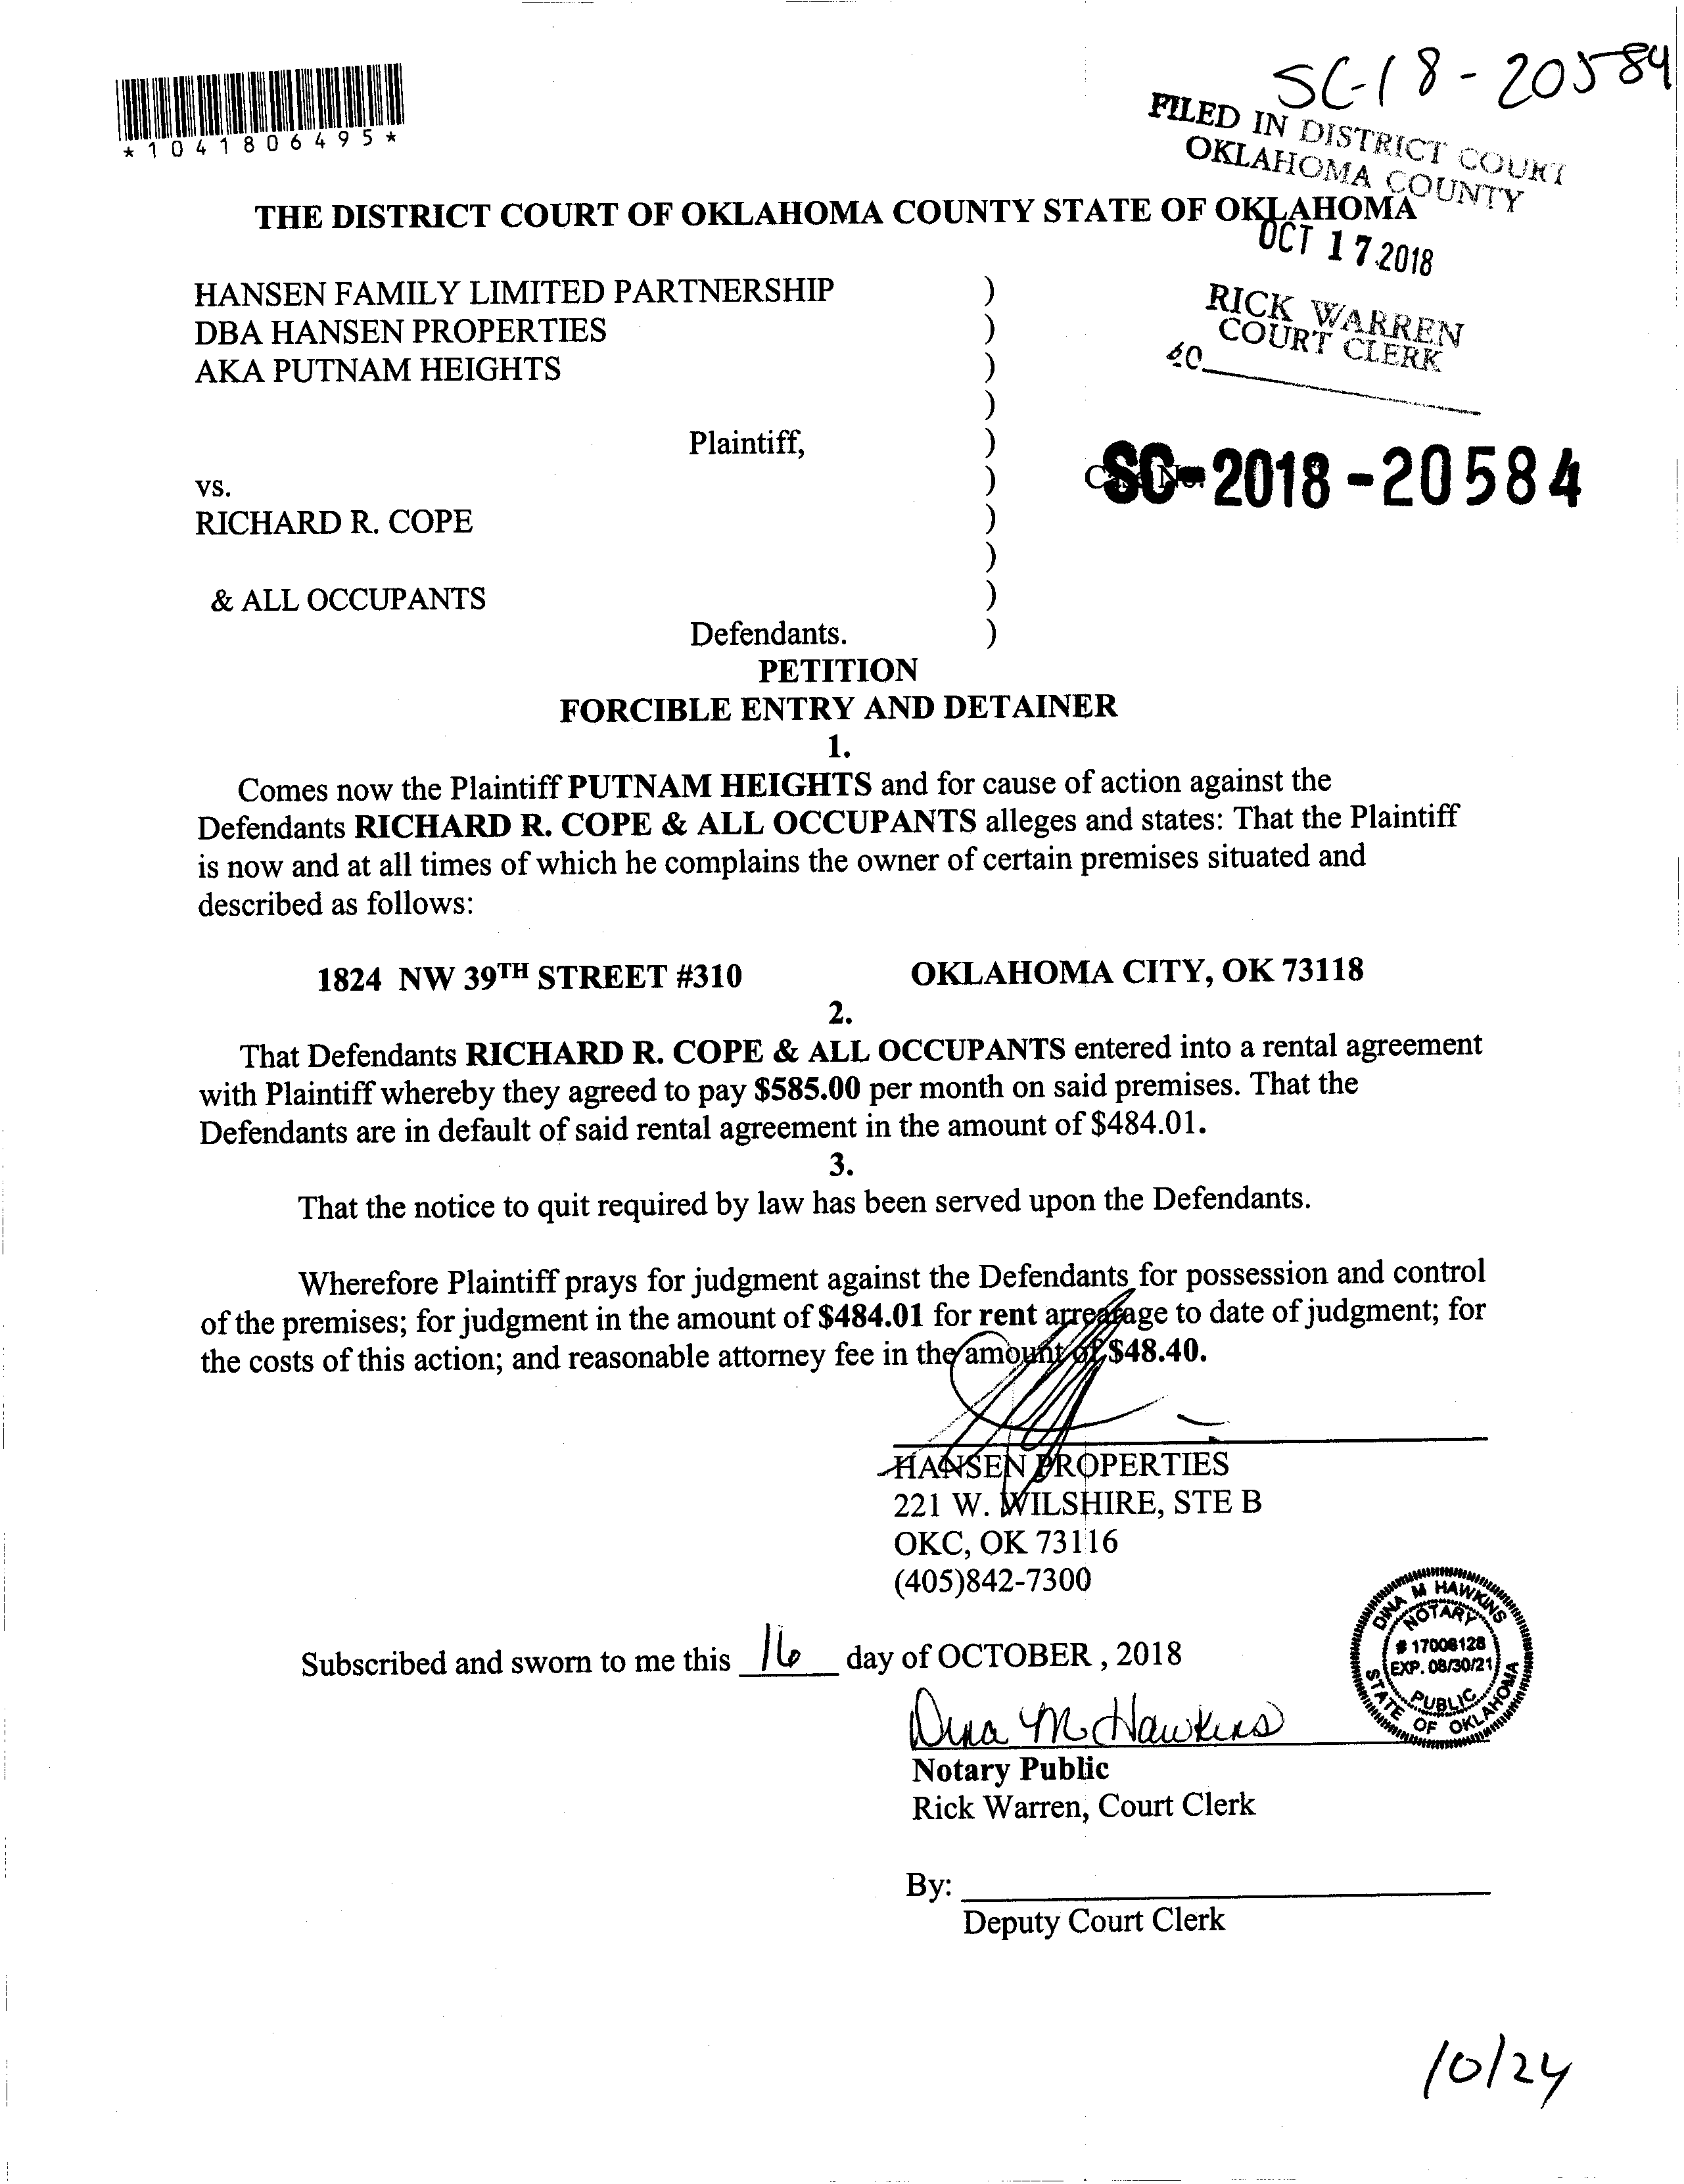 SC-18-20584
*1041806495*
FILED IN DISTRICT COURT
OKLAHOMA COUNTY
THE DISTRICT COURT OF OKLAHOMA COUNTY STATE OF OKLAHOMA
OCT 17 2018
HANSEN FAMILY LIMITED PARTNERSHIP )
DBA HANSEN PROPERTIES )
AKA PUTNAM HEIGHTS )
)
RICK WARREN
COURT CLERK
60
Plaintiff, )
SC-2018-20584
vs. )
RICHARD R. COPE )
)
& ALL OCCUPANTS )
Defendants. )
PETITION
FORCIBLE ENTRY AND DETAINER
1.
Comes now the Plaintiff PUTNAM HEIGHTS and for cause of action against the
Defendants RICHARD R. COPE & ALL OCCUPANTS alleges and states: That the Plaintiff
is now and at all times of which he complains the owner of certain premises situated and
described as follows:
1824 NW 39TH STREET #310 OKLAHOMA CITY, OK 73118
2.
That Defendants RICHARD R. COPE & ALL OCCUPANTS entered into a rental agreement
with Plaintiff whereby they agreed to pay $585.00 per month on said premises. That the
Defendants are in default of said rental agreement in the amount of $484.01.
3.
That the notice to quit required by law has been served upon the Defendants.
Wherefore Plaintiff prays for judgment against the Defendants for possession and control
of the premises; for judgment in the amount of $484.01 for rent arrearage to date of judgment; for
the costs of this action; and reasonable attorney fee in the amount of $48.40.
HANSEN PROPERTIES
221 W. WILSHIRE, STE B
OKC, OK 73116
(405)842-7300
Subscribed and sworn to me this 16 day of OCTOBER , 2018
DINA M HAWKINS
NOTARY
# 17008128
EXP. 08/30/21
PUBLIC
STATE OF OKLAHOMA
Dina M Hawkins
Notary Public
Rick Warren, Court Clerk
By:
Deputy Court Clerk
10/24